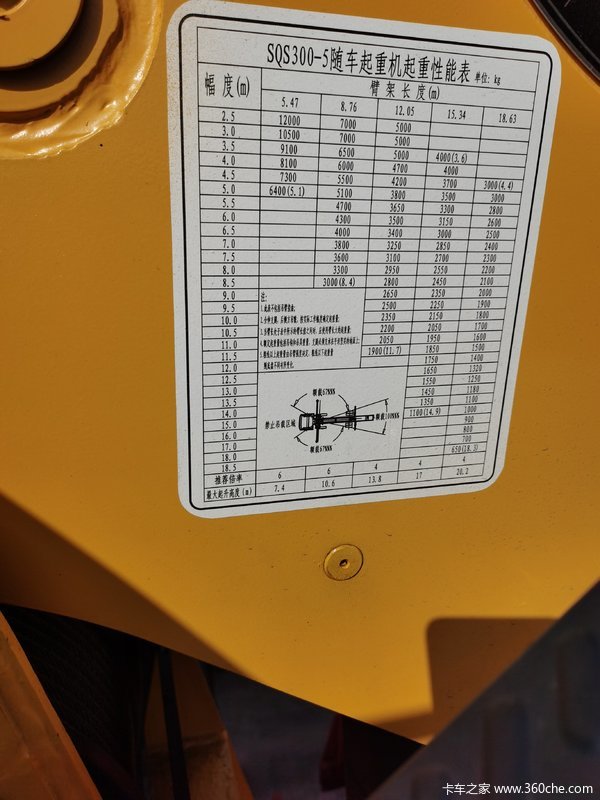 SQS300-5随车起重机起重性能表 单位: kg
幅 度(m) 臂 架 长 度(m)
5.47 8.76 12.05 15.34 18.63
2.5 12000 7000 5000
3.0 10500 7000 5000
3.5 9100 6500 5000 4000(3.6)
4.0 8100 6000 4700 4000
4.5 7300 5500 4200 3700 3000(4.4)
5.0 6400(5.1) 5100 3800 3500 3000
5.5 4700 3650 3300 2800
6.0 4300 3500 3150 2600
6.5 4000 3400 3000 2500
7.0 3800 3250 2850 2400
7.5 3600 3100 2700 2300
8.0 3300 2950 2550 2200
8.5 3000(8.4) 2800 2450 2100
9.0 2650 2350 2000
9.5 2500 2250 1900
10.0 2350 2150 1800
10.5 2200 2050 1700
11.0 2050 1950 1600
11.5 1900(11.7) 1850 1500
12.0 1750 1400
12.5 1650 1320
13.0 1550 1250
13.5 1450 1180
14.0 1350 1100
15.0 1100(14.9) 1000
16.0 900
17.0 800
18.0 700
18.5 650(18.3)
推荐倍率 6 6 4 4 4
最大起升高度(m) 7.4 10.6 13.8 17 20.2
注:
禁止吊载区域
卡车之家 www.360che.com